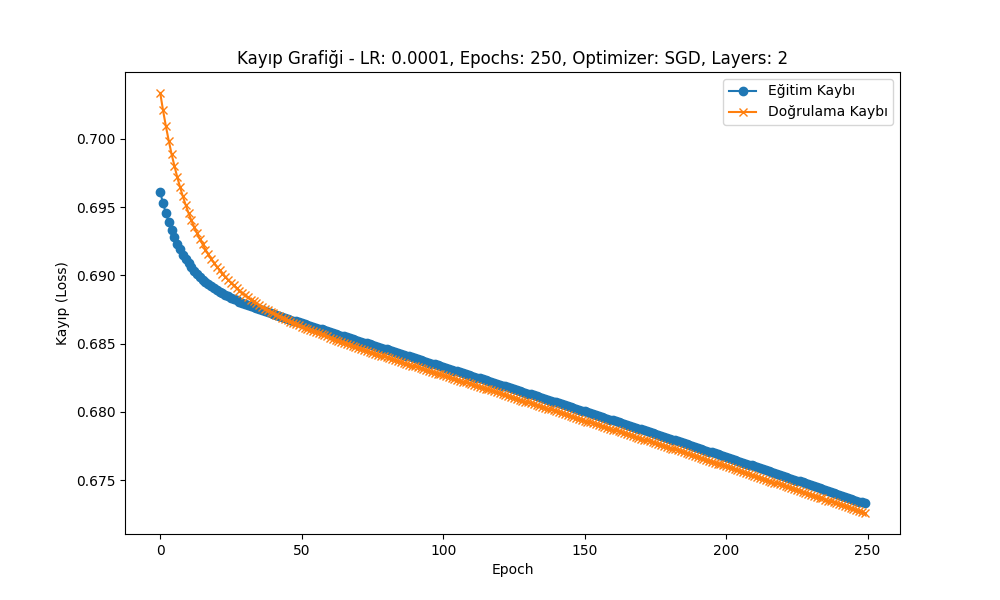 Kayıp Grafiği - LR: 0.0001, Epochs: 250, Optimizer: SGD, Layers: 2
Eğitim Kaybı
Doğrulama Kaybı
Kayıp (Loss)
0.700
0.695
0.690
0.685
0.680
0.675
0 50 100 150 200 250
Epoch